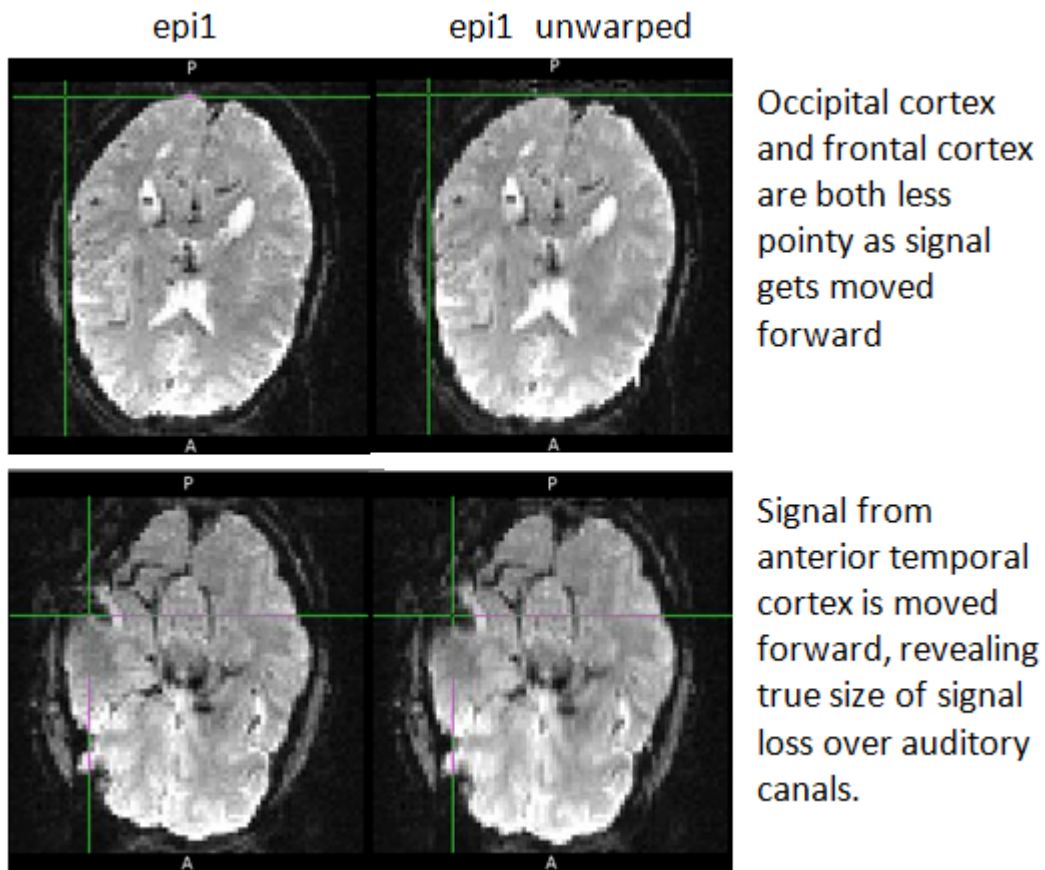 epi1
epi1 unwarped
P
Occipital cortex
and frontal cortex
are both less
pointy as signal
gets moved
forward
A
P
Signal from
anterior temporal
cortex is moved
forward, revealing
true size of signal
loss over auditory
canals.
A